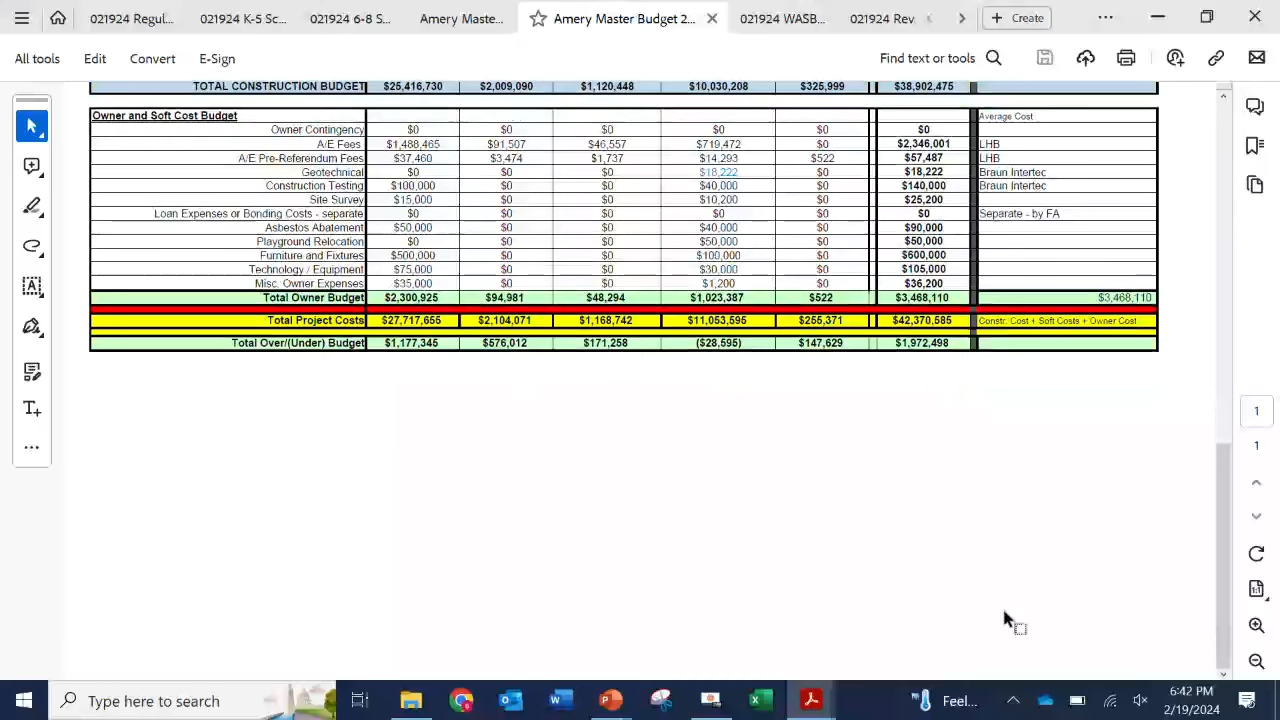 021924 Regul... 021924 K-5 Sc... 021924 6-8 S... Amery Maste... Amery Master Budget 2... 021924 WASB... 021924 Rev Create
All tools Edit Convert E-Sign Find text or tools
TOTAL CONSTRUCTION BUDGET $25,416,730 $2,009,090 $1,120,448 $10,030,208 $325,999 $38,902,475
Owner and Soft Cost Budget Average Cost
Owner Contingency $0 $0 $0 $0 $0 $0
A/E Fees $1,488,465 $91,507 $46,557 $719,472 $0 $2,346,001 LHB
A/E Pre-Referendum Fees $37,460 $3,474 $1,737 $14,293 $522 $57,487 LHB
Geotechnical $0 $0 $0 $18,222 $0 $18,222 Braun Intertec
Construction Testing $100,000 $0 $0 $40,000 $0 $140,000 Braun Intertec
Site Survey $15,000 $0 $0 $10,200 $0 $25,200
Loan Expenses or Bonding Costs - separate $0 $0 $0 $0 $0 $0 Separate - by FA
Asbestos Abatement $50,000 $0 $0 $40,000 $0 $90,000
Playground Relocation $0 $0 $0 $50,000 $0 $50,000
Furniture and Fixtures $500,000 $0 $0 $100,000 $0 $600,000
Technology / Equipment $75,000 $0 $0 $30,000 $0 $105,000
Misc. Owner Expenses $35,000 $0 $0 $1,200 $0 $36,200
Total Owner Budget $2,300,925 $94,981 $48,294 $1,023,387 $522 $3,468,110 $3,468,110
Total Project Costs $27,717,655 $2,104,071 $1,168,742 $11,053,595 $255,371 $42,370,585 Constr. Cost + Soft Costs + Owner Cost
Total Over/(Under) Budget $1,177,345 $576,012 $171,258 ($28,595) $147,629 $1,972,498
1
1
Type here to search Feel... 6:42 PM
2/19/2024